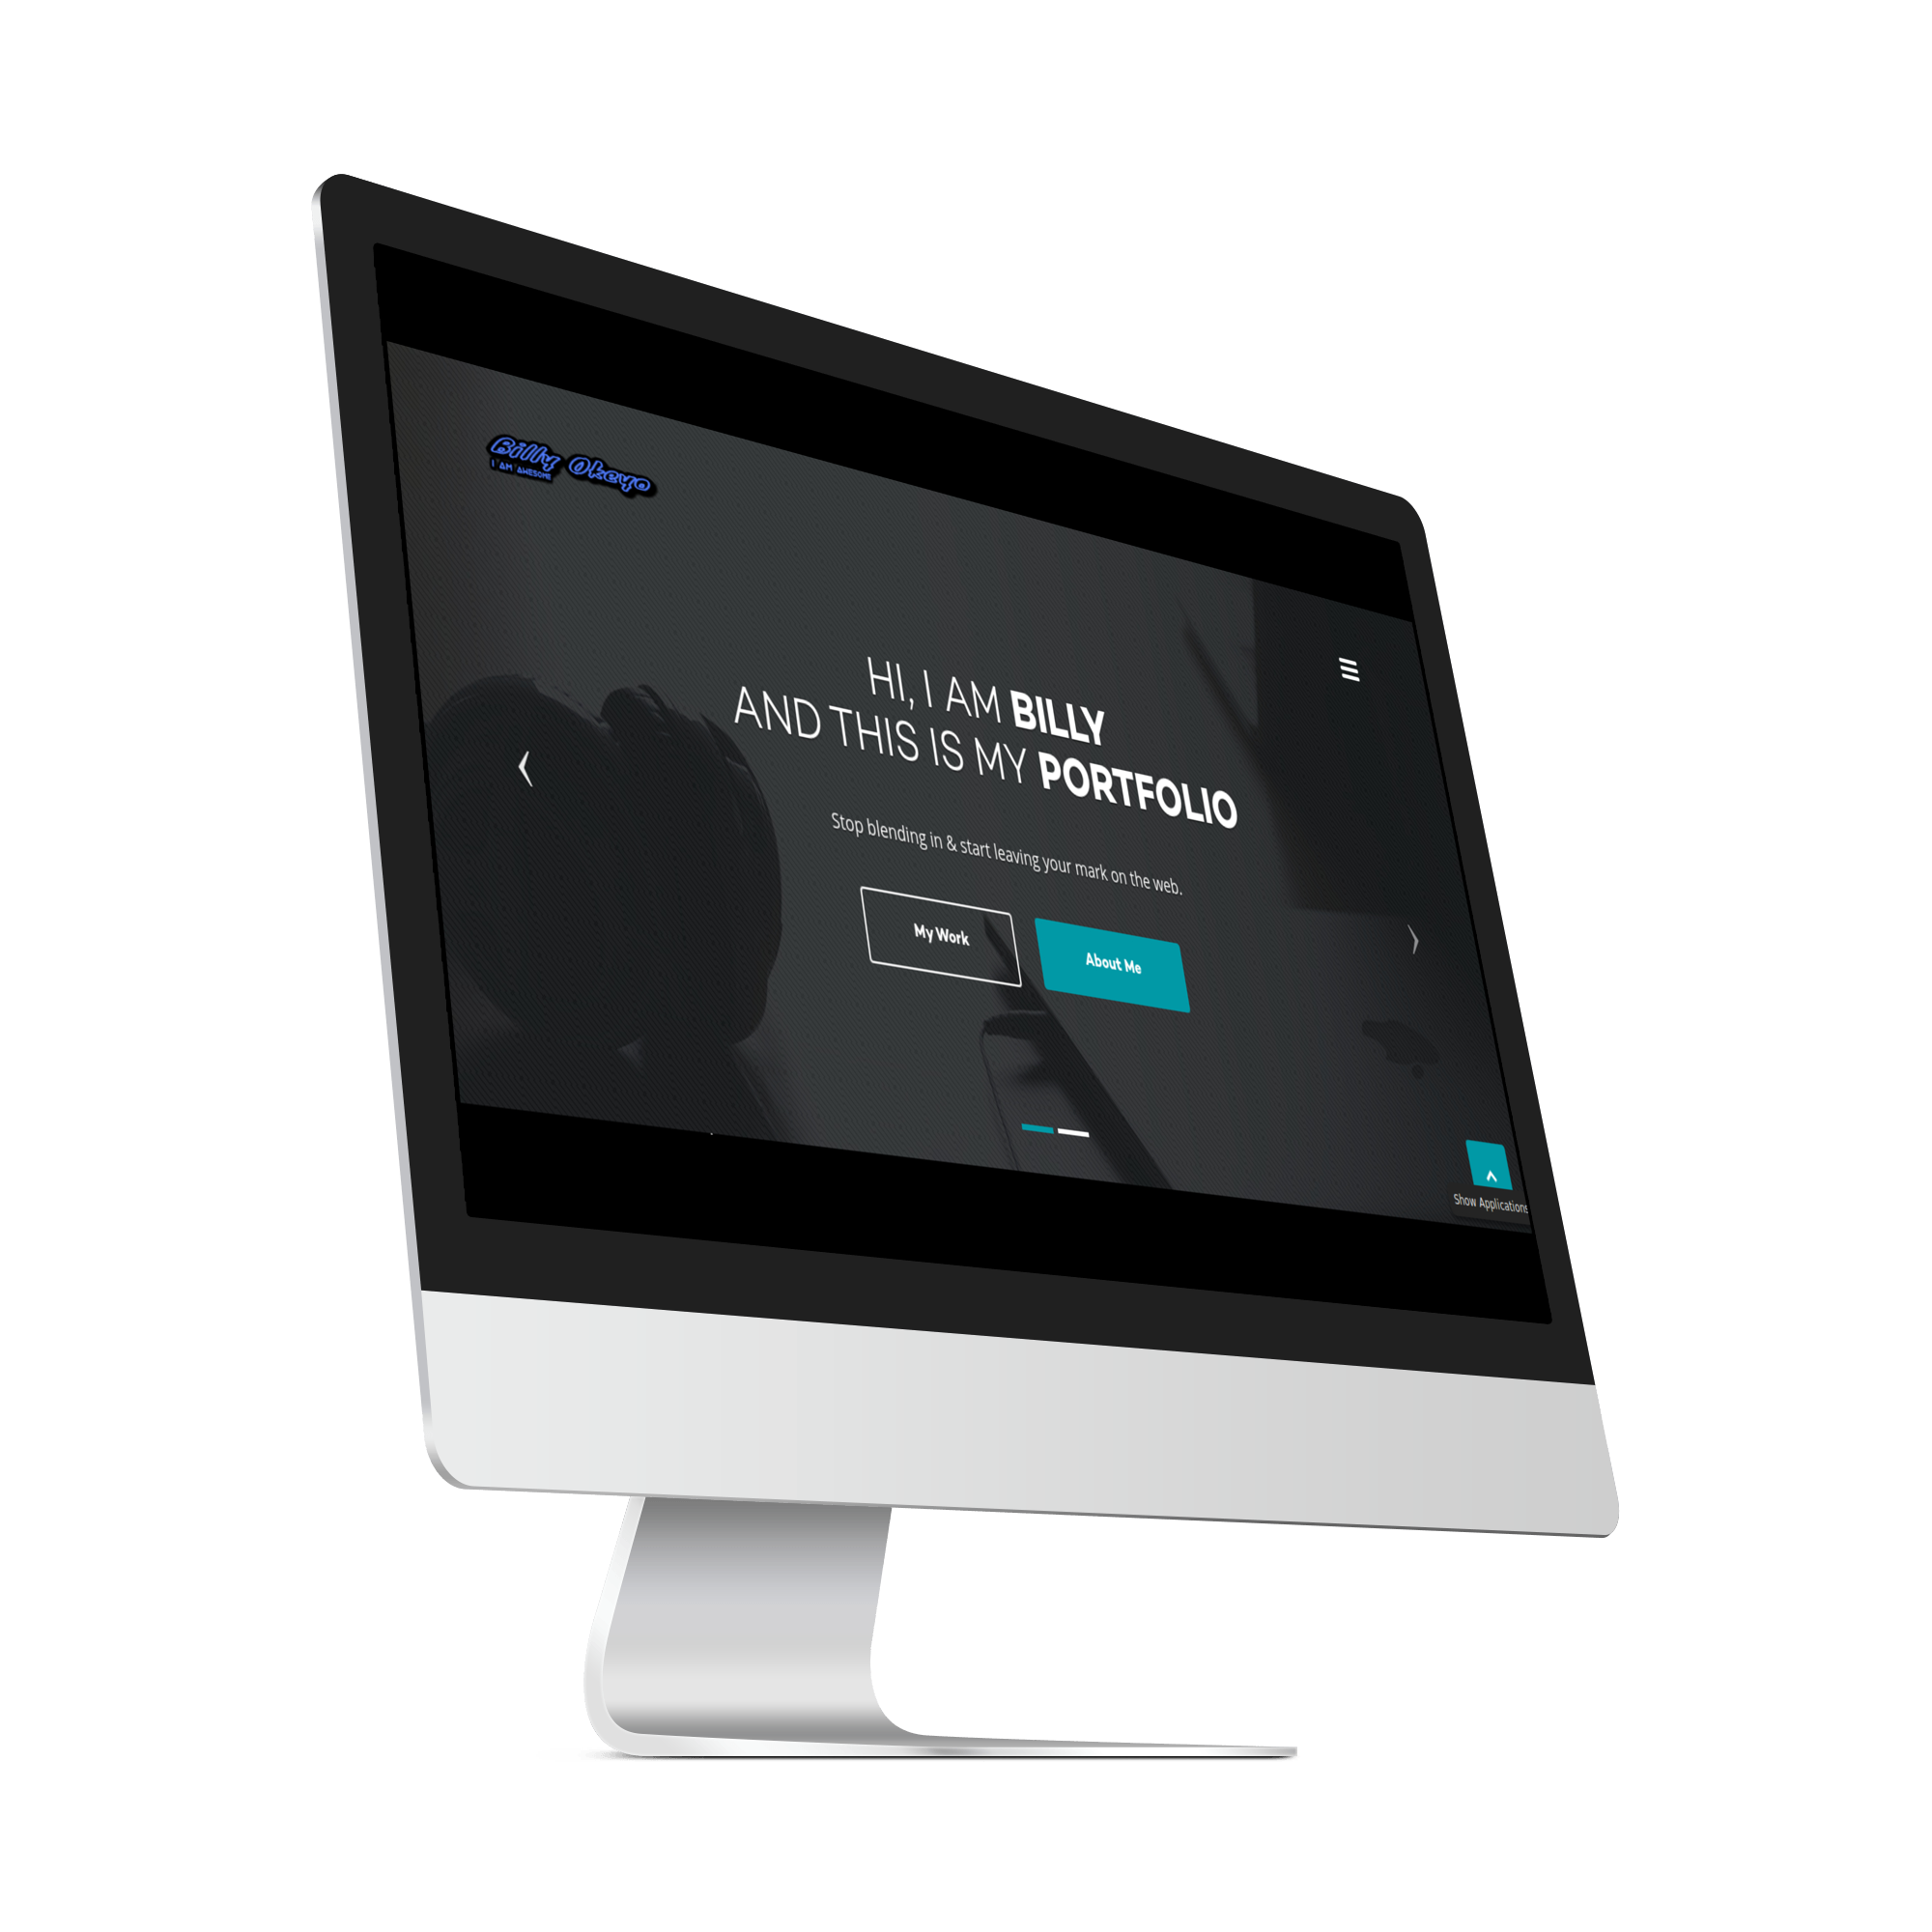 Billy Okeyo
I AM AWESOME
HI, I AM BILLY
AND THIS IS MY PORTFOLIO
Stop blending in & start leaving your mark on the web.
My Work
About Me
Show Applications